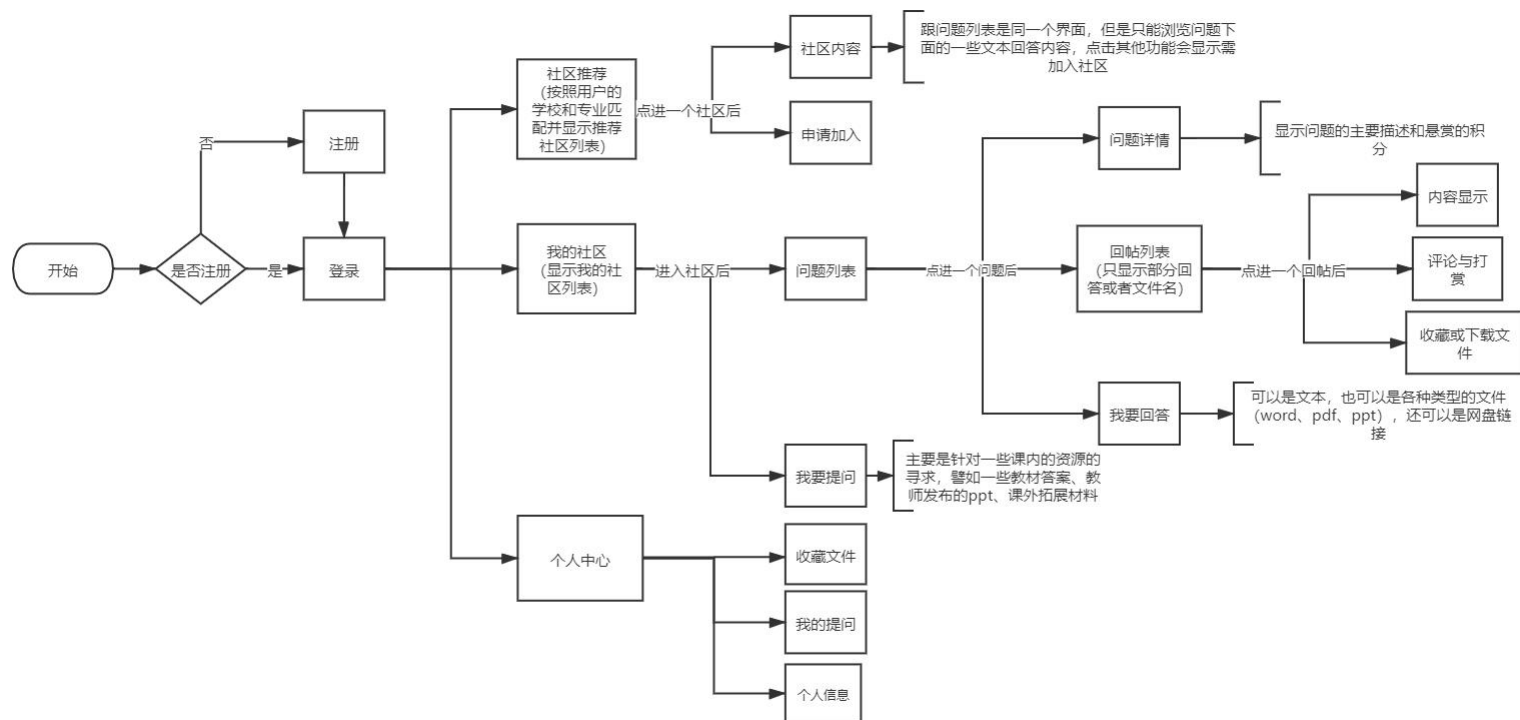 开始
是否注册
否
是
注册
登录
社区推荐
（按照用户的
学校和专业匹
配并显示推荐
社区列表）
点进一个社区后
社区内容
跟问题列表是同一个界面，但是只能浏览问题下
面的一些文本回答内容，点击其他功能会显示需
加入社区
申请加入
我的社区
（显示我的社
区列表）
进入社区后
问题列表
点进一个问题后
问题详情
显示问题的主要描述和悬赏的积
分
回帖列表
（只显示部分回
答或者文件名）
点进一个回帖后
内容显示
评论与打
赏
收藏或下载文
件
我要回答
可以是文本，也可以是各种类型的文件
（word、pdf、ppt），还可以是网盘链
接
我要提问
主要是针对一些课内的资源的
寻求，譬如一些教材答案、教
师发布的ppt、课外拓展材料
个人中心
收藏文件
我的提问
个人信息